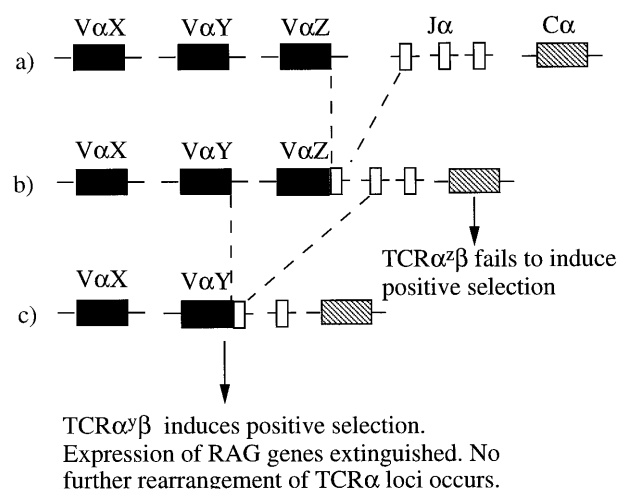 VαX VαY VαZ Jα Cα
a)
VαX VαY VαZ
b)
TCRαᶻβ fails to induce
positive selection
VαX VαY
c)
TCRαʸβ induces positive selection.
Expression of RAG genes extinguished. No
further rearrangement of TCRα loci occurs.